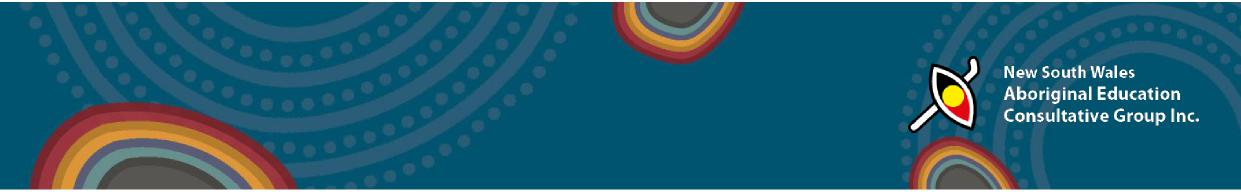 New South Wales
Aboriginal Education
Consultative Group Inc.